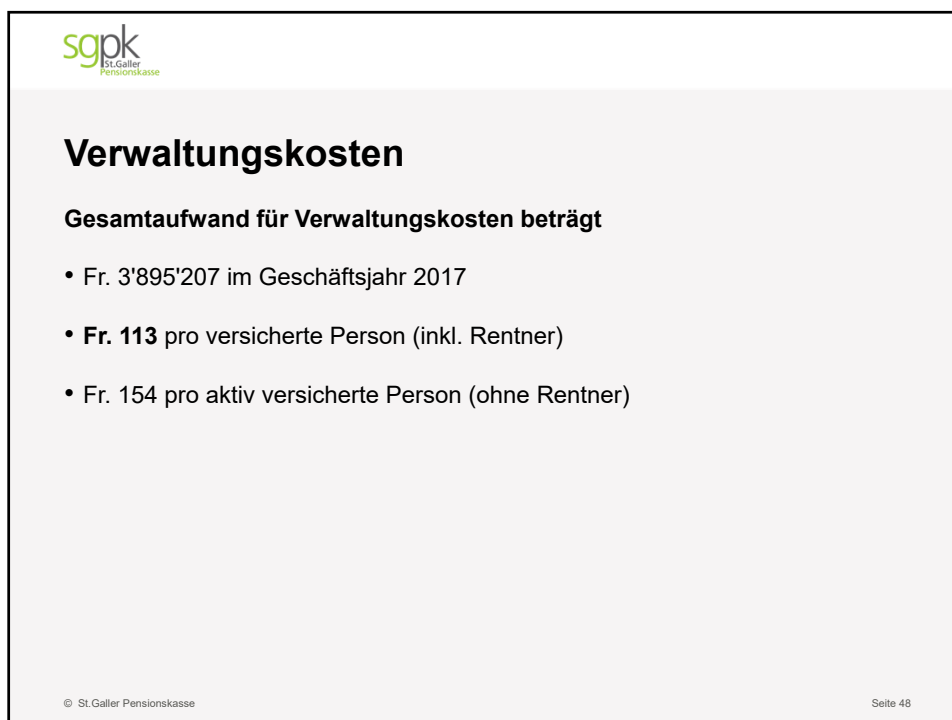 sgpk
St.Galler
Pensionskasse
Verwaltungskosten
Gesamtaufwand für Verwaltungskosten beträgt
• Fr. 3'895'207 im Geschäftsjahr 2017
• Fr. 113 pro versicherte Person (inkl. Rentner)
• Fr. 154 pro aktiv versicherte Person (ohne Rentner)
© St.Galler Pensionskasse Seite 48